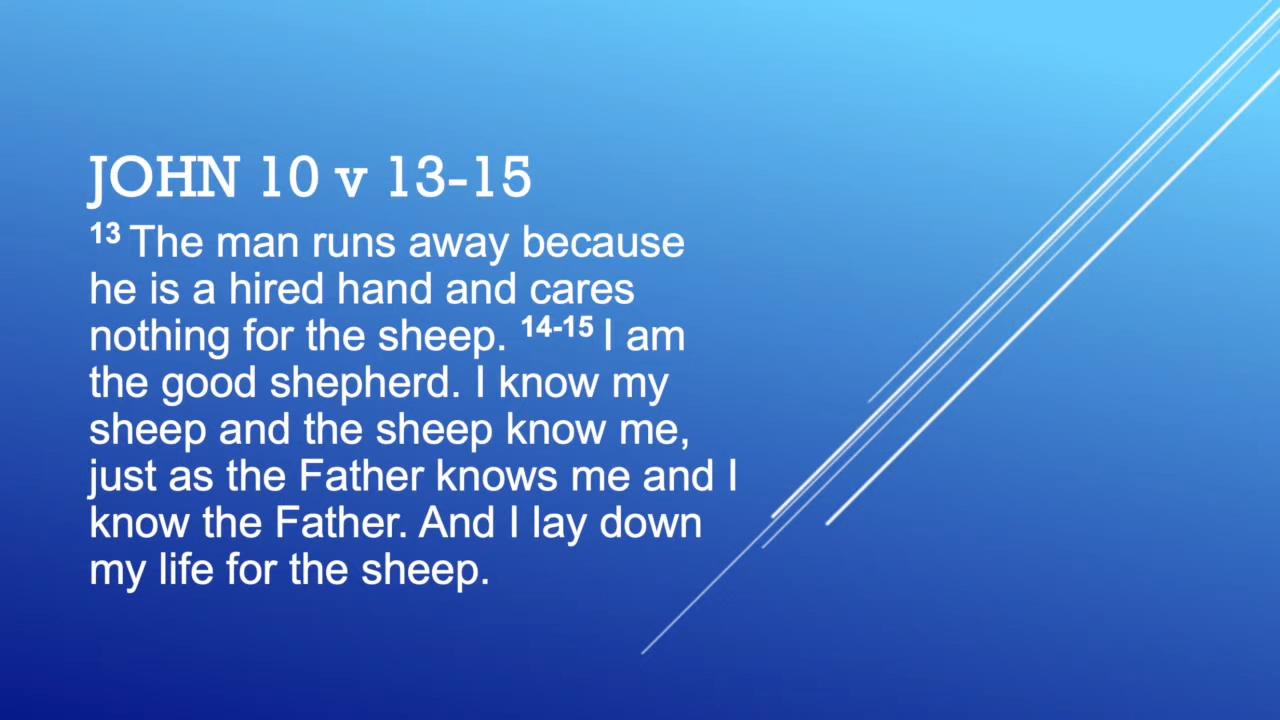 JOHN 10 v 13-15
13 The man runs away because
he is a hired hand and cares
nothing for the sheep. 14-15 I am
the good shepherd. I know my
sheep and the sheep know me,
just as the Father knows me and I
know the Father. And I lay down
my life for the sheep.